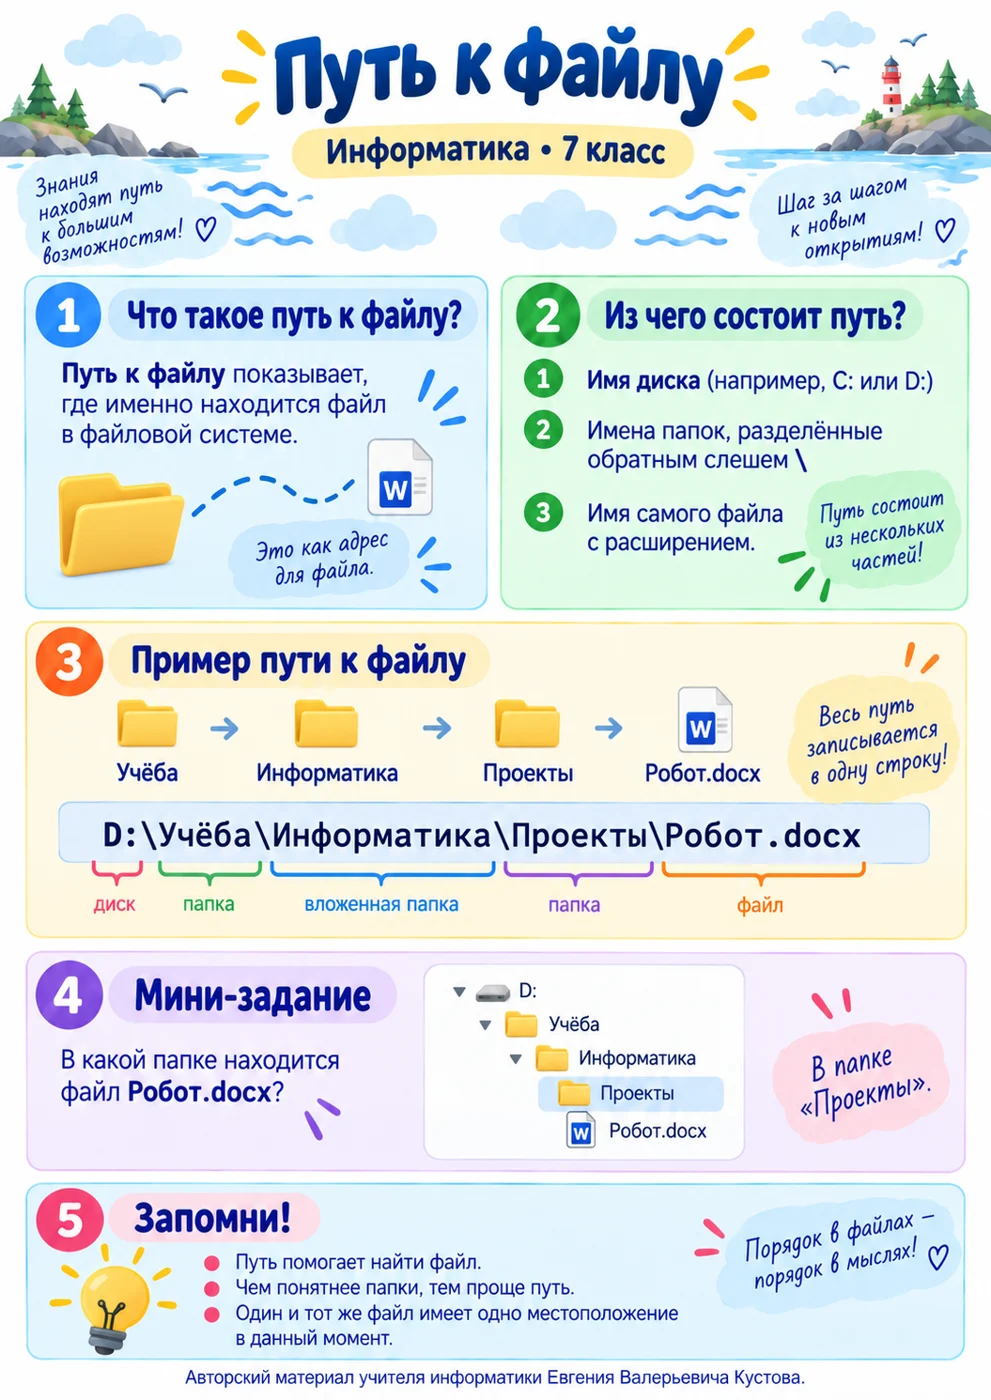 Путь к файлу
Информатика • 7 класс
Знания
находят путь
к большим
возможностям! ♡
Шаг за шагом
к новым
открытиям! ♡
1 Что такое путь к файлу?
Путь к файлу показывает,
где именно находится файл
в файловой системе.
W
Это как адрес
для файла.
2 Из чего состоит путь?
1 Имя диска (например, C: или D:)
2 Имена папок, разделённые
обратным слешем \
3 Имя самого файла
с расширением.
Путь состоит
из нескольких
частей!
3 Пример пути к файлу
W
Учёба → Информатика → Проекты → Робот.docx
Весь путь
записывается
в одну строку!
D:\Учёба\Информатика\Проекты\Робот.docx
диск папка вложенная папка папка файл
4 Мини-задание
В какой папке находится
файл Робот.docx?
D:
Учёба
Информатика
Проекты
W Робот.docx
В папке
«Проекты».
5 Запомни!
Путь помогает найти файл.
Чем понятнее папки, тем проще путь.
Один и тот же файл имеет одно местоположение
в данный момент.
Порядок в файлах –
порядок в мыслях! ♡
Авторский материал учителя информатики Евгения Валерьевича Кустова.